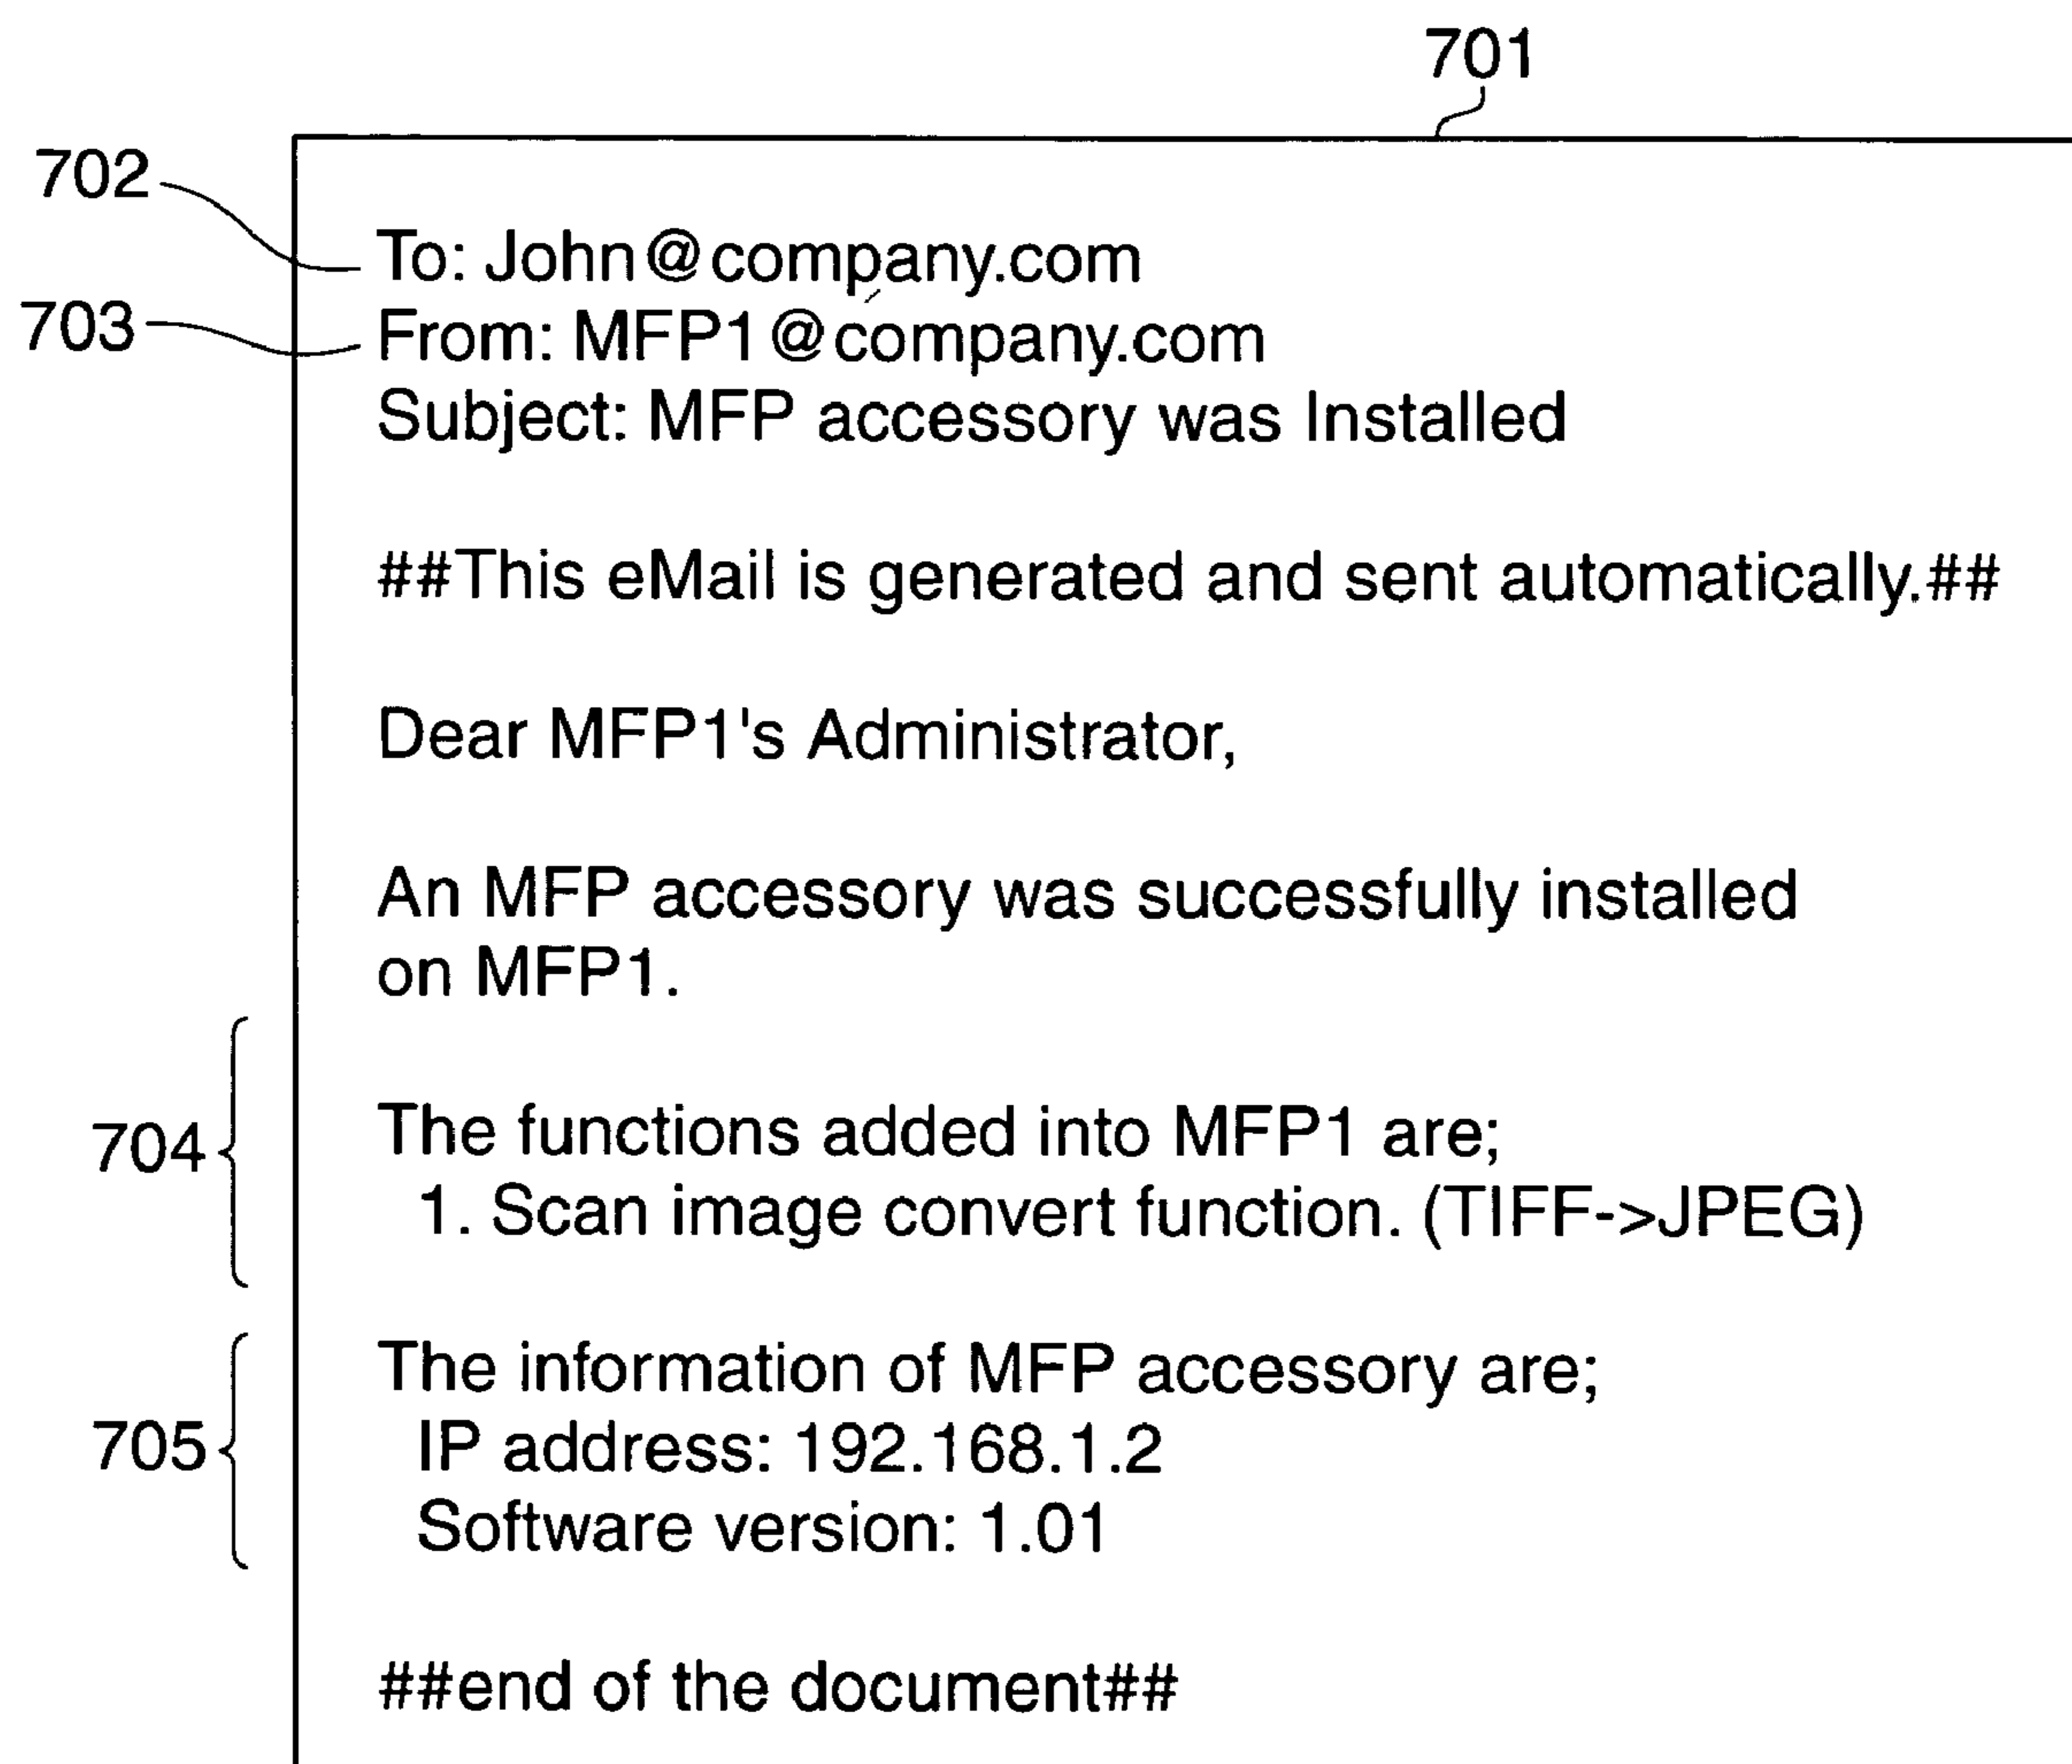 701
702
To: John@company.com
703
From: MFP1@company.com
Subject: MFP accessory was Installed
##This eMail is generated and sent automatically.##
Dear MFP1's Administrator,
An MFP accessory was successfully installed
on MFP1.
704
The functions added into MFP1 are;
1. Scan image convert function. (TIFF->JPEG)
705
The information of MFP accessory are;
IP address: 192.168.1.2
Software version: 1.01
##end of the document##